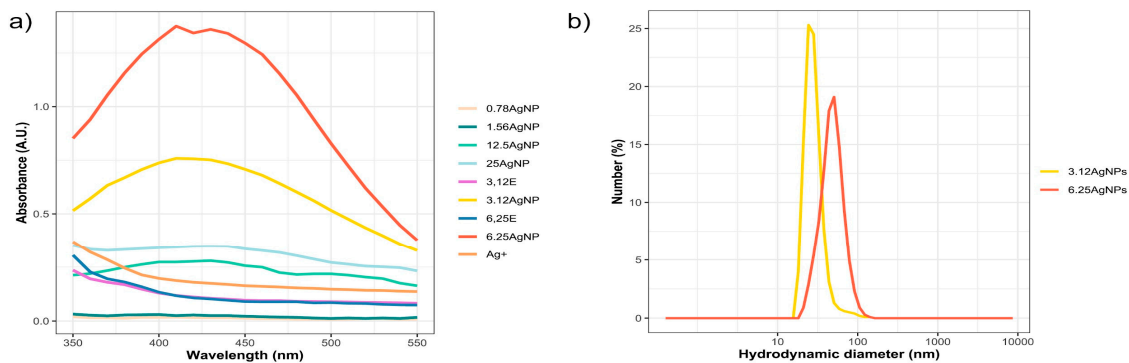 a)
Absorbance (A.U.)
1.0
0.5
0.0
350
400
450
500
550
Wavelength (nm)
0.78AgNP
1.56AgNP
12.5AgNP
25AgNP
3,12E
3.12AgNP
6,25E
6.25AgNP
Ag+
b)
Number (%)
25
20
15
10
5
0
10
100
1000
10000
Hydrodynamic diameter (nm)
3.12AgNPs
6.25AgNPs